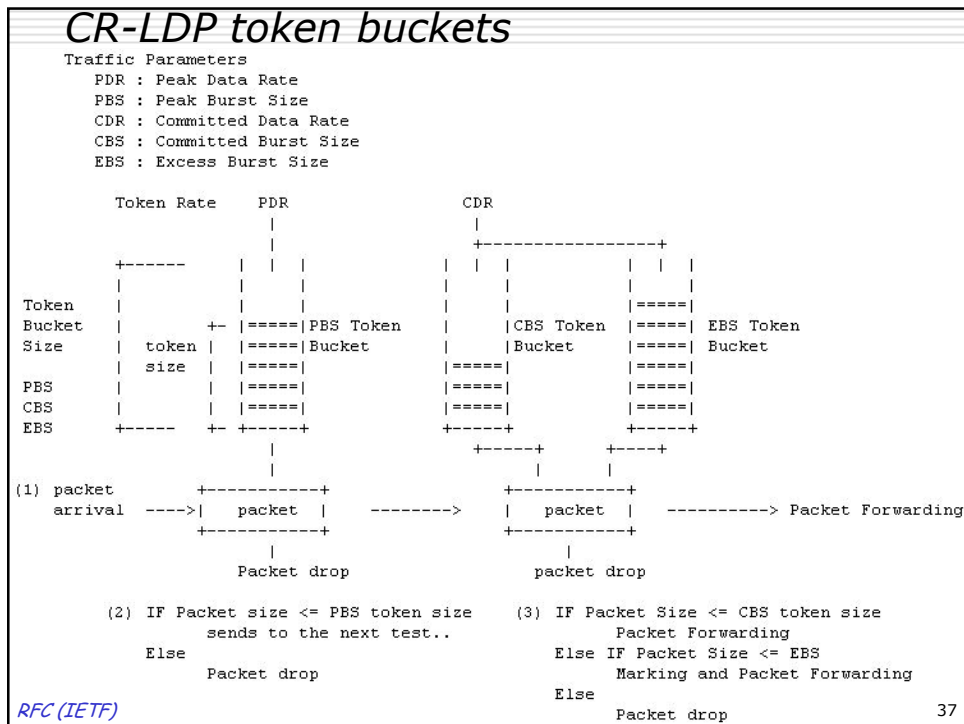 CR-LDP token buckets
Traffic Parameters
PDR : Peak Data Rate
PBS : Peak Burst Size
CDR : Committed Data Rate
CBS : Committed Burst Size
EBS : Excess Burst Size
Token Rate PDR CDR
Token
Bucket PBS Token CBS Token EBS Token
Size token Bucket Bucket Bucket
size
PBS
CBS
EBS
(1) packet
arrival ---->| packet | --------> | packet | ----------> Packet Forwarding
Packet drop packet drop
(2) IF Packet size <= PBS token size (3) IF Packet Size <= CBS token size
sends to the next test.. Packet Forwarding
Else Else IF Packet Size <= EBS
Packet drop Marking and Packet Forwarding
Else
Packet drop
RFC (IETF) 37